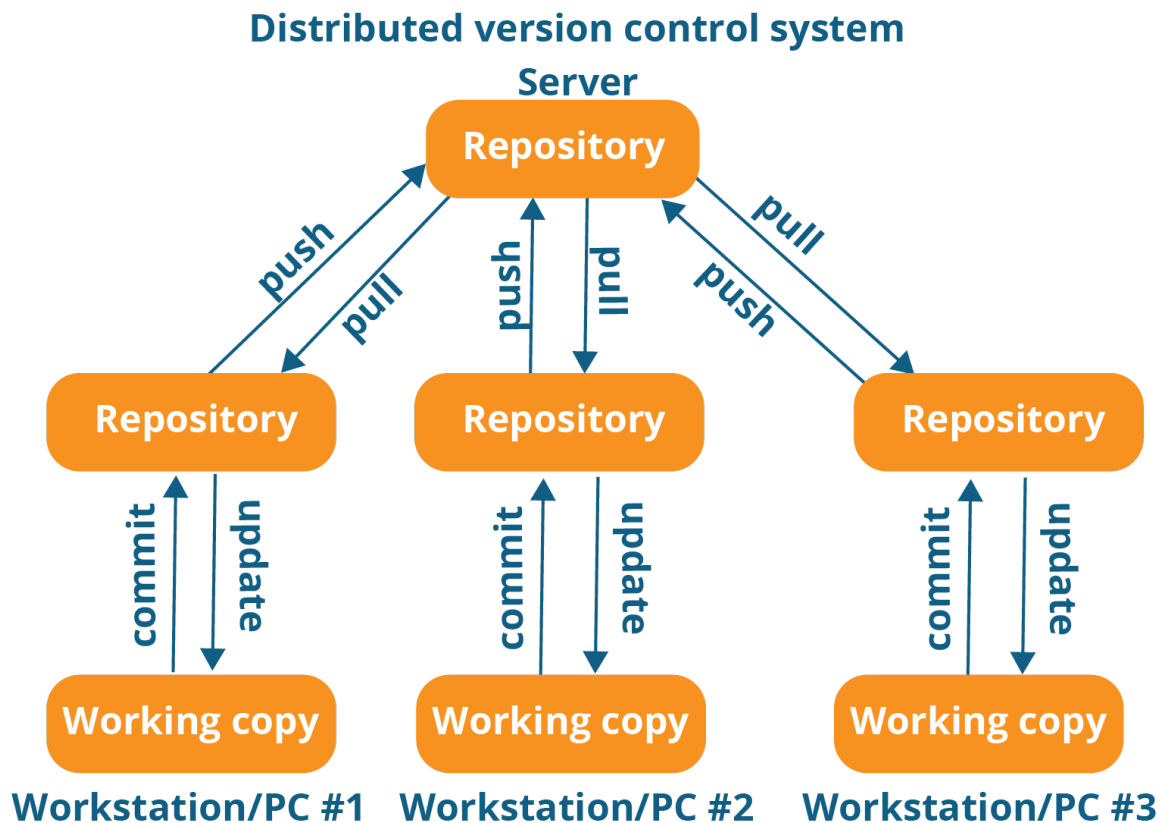 Distributed version control system
Server
Repository
push
pull
push
pull
push
pull
Repository
Repository
Repository
commit
update
commit
update
commit
update
Working copy
Working copy
Working copy
Workstation/PC #1
Workstation/PC #2
Workstation/PC #3